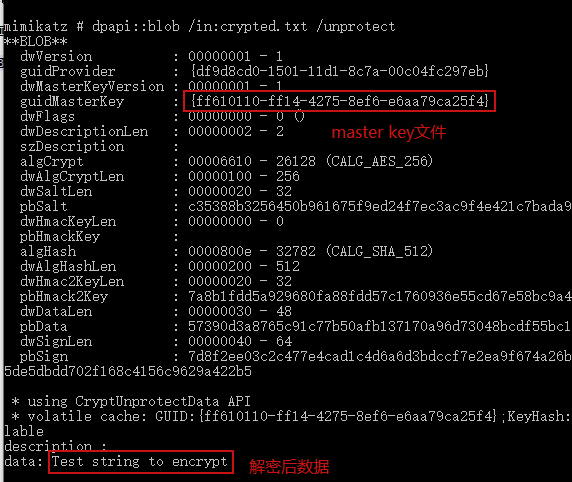 mimikatz # dpapi::blob /in:crypted.txt /unprotect
**BLOB**
dwVersion : 00000001 - 1
guidProvider : {df9d8cd0-1501-11d1-8c7a-00c04fc297eb}
dwMasterKeyVersion : 00000001 - 1
guidMasterKey : {ff610110-ff14-4275-8ef6-e6aa79ca25f4}
dwFlags : 00000000 - 0 ()
dwDescriptionLen : 00000002 - 2
master key文件
szDescription :
algCrypt : 00006610 - 26128 (CALG_AES_256)
dwAlgCryptLen : 00000100 - 256
dwSaltLen : 00000020 - 32
pbSalt : c35388b3256450b961675f9ed24f7ec3ac9f4e421c7bada9
dwHmacKeyLen : 00000000 - 0
pbHmackKey :
algHash : 0000800e - 32782 (CALG_SHA_512)
dwAlgHashLen : 00000200 - 512
dwHmac2KeyLen : 00000020 - 32
pbHmack2Key : 7a8b1fdd5a929680fa88fdd57c1760936e55cd67e58bc9a4
dwDataLen : 00000030 - 48
pbData : 57390d3a8765c91c77b50afb137170a96d73048bcdf55bc1
dwSignLen : 00000040 - 64
pbSign : 7d8f2ee03c2c477e4cad1c4d6a6d3bdccf7e2ea9f674a26b
5de5dbdd702f168c4156c9629a422b5
* using CryptUnprotectData API
* volatile cache: GUID:{ff610110-ff14-4275-8ef6-e6aa79ca25f4};KeyHash:
lable
description :
data: Test string to encrypt
解密后数据